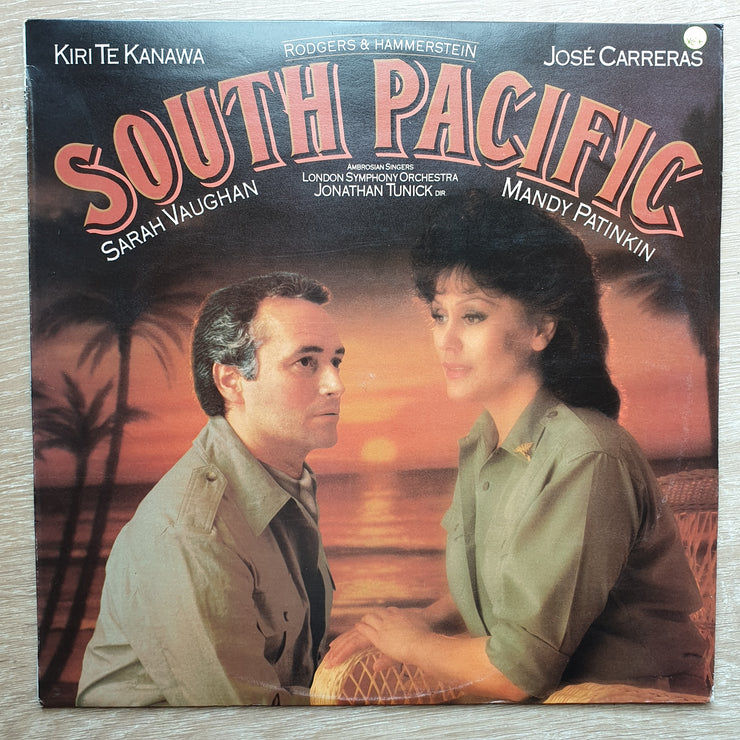 KIRI TE KANAWA
RODGERS & HAMMERSTEIN
JOSÉ CARRERAS
SOUTH PACIFIC
AMBROSIAN SINGERS
LONDON SYMPHONY ORCHESTRA
JONATHAN TUNICK DIR
SARAH VAUGHAN
MANDY PATINKIN